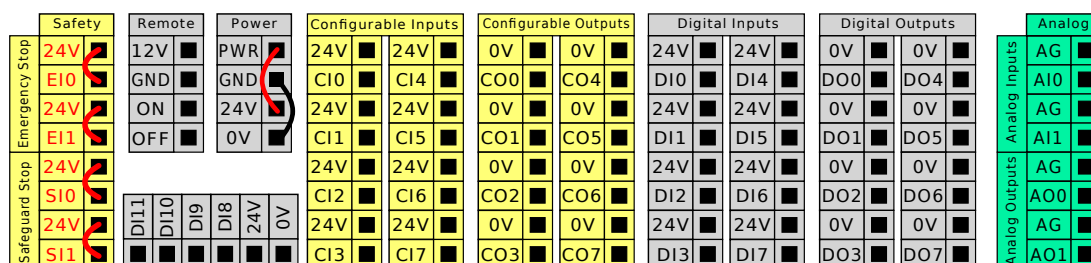 Safety
Emergency Stop
24V
EI0
24V
EI1
Safeguard Stop
24V
SI0
24V
SI1
Remote
12V
GND
ON
OFF
Power
PWR
GND
24V
0V
DI11
DI10
DI9
DI8
24V
0V
Configurable Inputs
24V 24V
CI0 CI4
24V 24V
CI1 CI5
24V 24V
CI2 CI6
24V 24V
CI3 CI7
Configurable Outputs
0V 0V
CO0 CO4
0V 0V
CO1 CO5
0V 0V
CO2 CO6
0V 0V
CO3 CO7
Digital Inputs
24V 24V
DI0 DI4
24V 24V
DI1 DI5
24V 24V
DI2 DI6
24V 24V
DI3 DI7
Digital Outputs
0V 0V
DO0 DO4
0V 0V
DO1 DO5
0V 0V
DO2 DO6
0V 0V
DO3 DO7
Analog
Analog Inputs
AG
AI0
AG
AI1
Analog Outputs
AG
AO0
AG
AO1